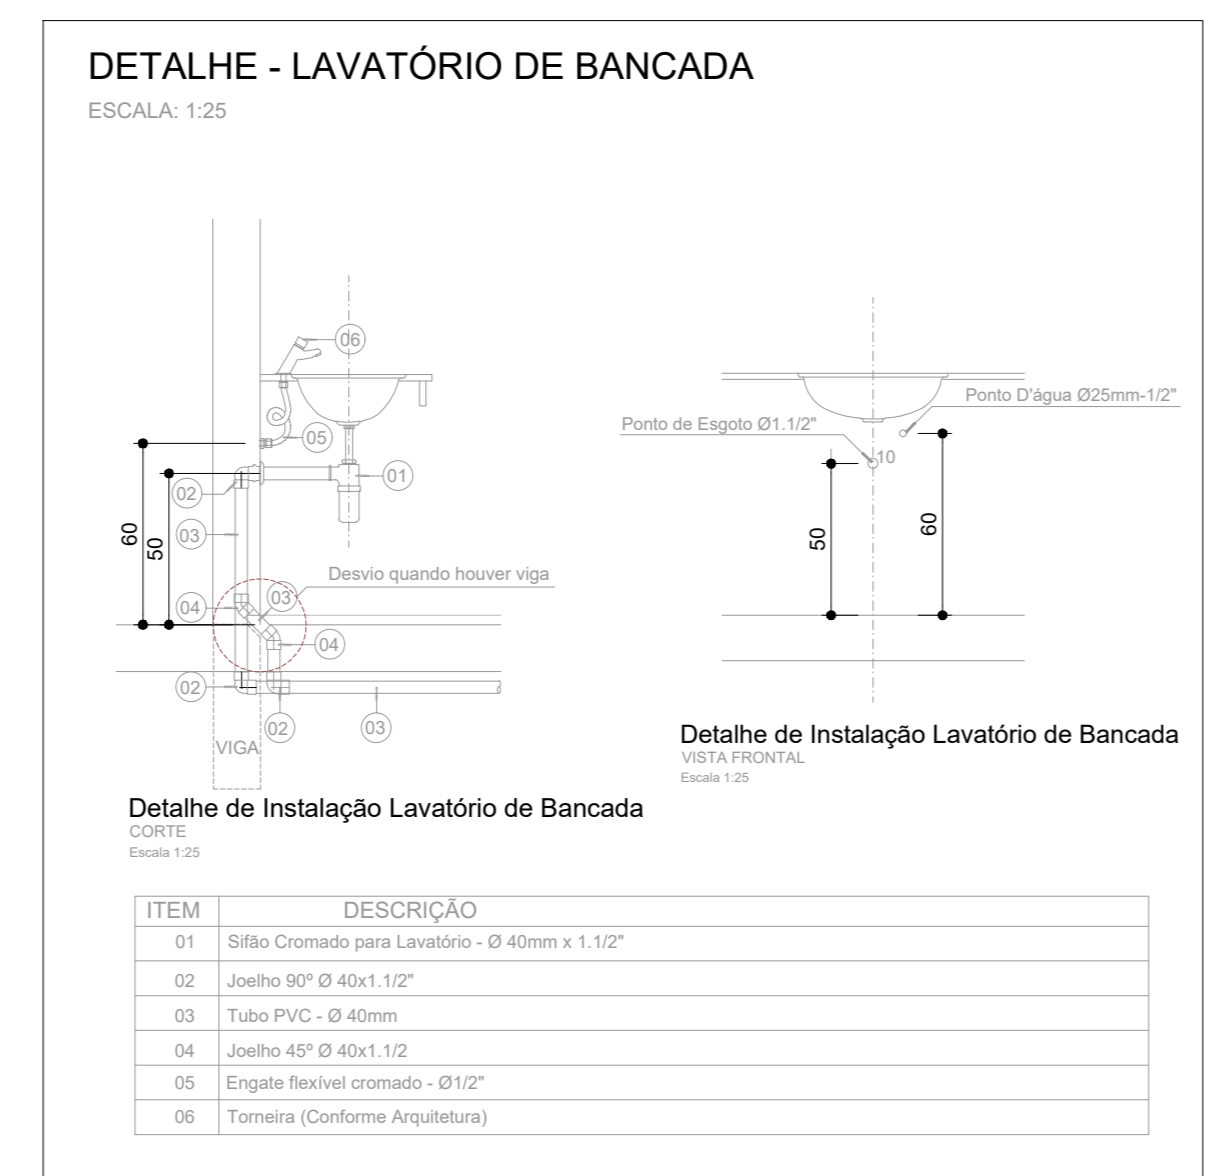 DETALHE - LAVATÓRIO DE BANCADA
ESCALA: 1:25
06
05
01
02
03
60
50
Desvio quando houver viga
03
04
04
02
02
03
VIGA
Detalhe de Instalação Lavatório de Bancada
CORTE
Escala 1:25
Ponto D'água Ø25mm-1/2"
Ponto de Esgoto Ø1.1/2"
10
50
60
Detalhe de Instalação Lavatório de Bancada
VISTA FRONTAL
Escala 1:25
ITEM DESCRIÇÃO
01 Sifão Cromado para Lavatório - Ø 40mm x 1.1/2"
02 Joelho 90º Ø 40x1.1/2"
03 Tubo PVC - Ø 40mm
04 Joelho 45º Ø 40x1.1/2
05 Engate flexível cromado - Ø1/2"
06 Torneira (Conforme Arquitetura)